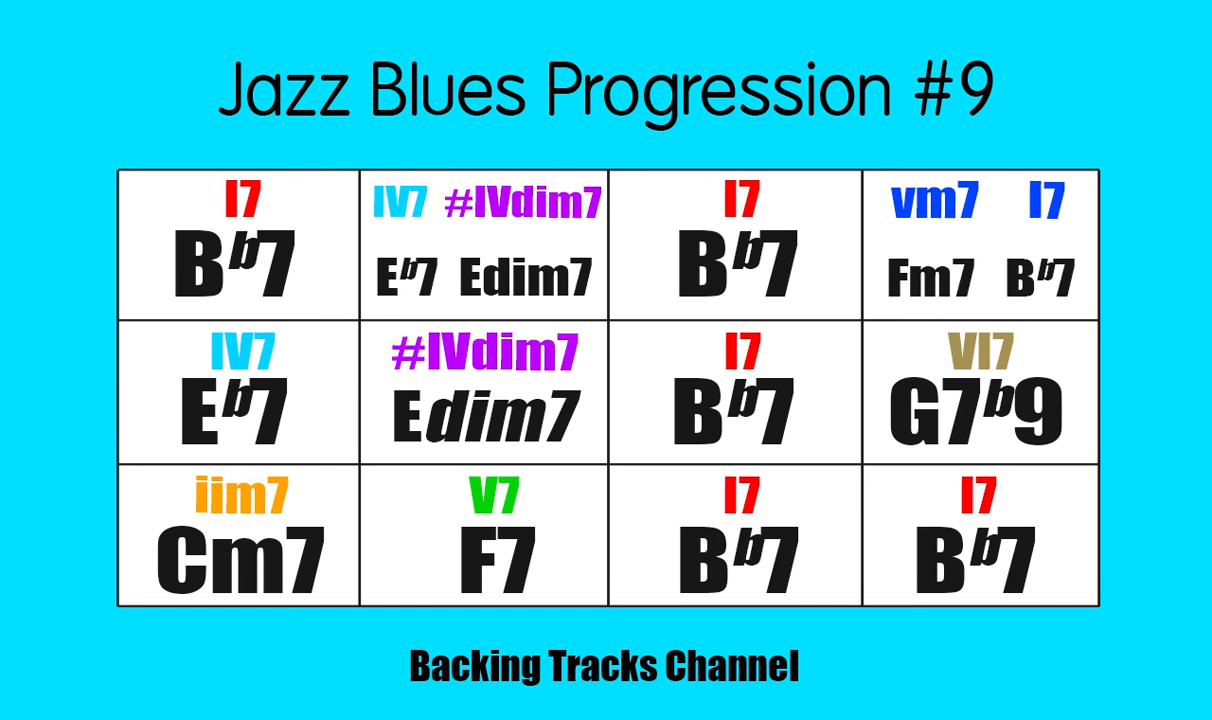 Jazz Blues Progression #9
I7 IV7 #IVdim7 I7 vm7 I7
B♭7 E♭7 Edim7 B♭7 Fm7 B♭7
IV7 #IVdim7 I7 VI7
E♭7 Edim7 B♭7 G7♭9
iim7 V7 I7 I7
Cm7 F7 B♭7 B♭7
Backing Tracks Channel